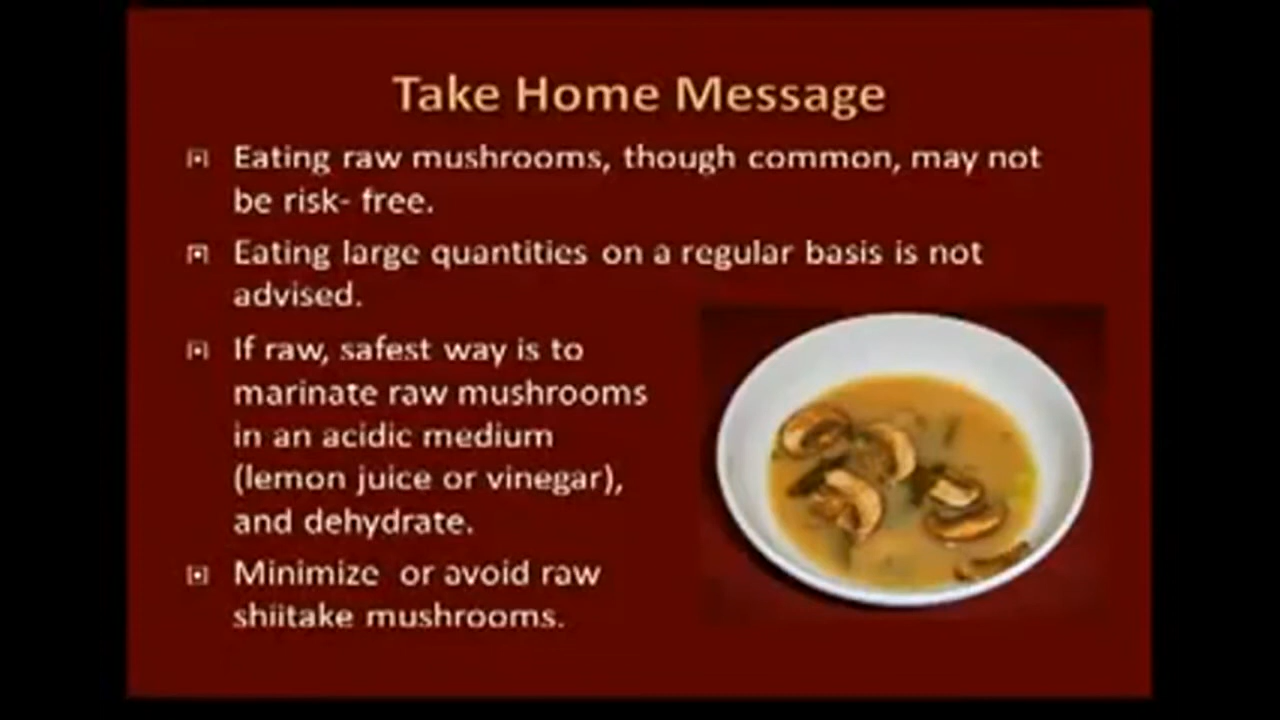 Take Home Message
Eating raw mushrooms, though common, may not
be risk- free.
Eating large quantities on a regular basis is not
advised.
If raw, safest way is to
marinate raw mushrooms
in an acidic medium
(lemon juice or vinegar),
and dehydrate.
Minimize or avoid raw
shiitake mushrooms.